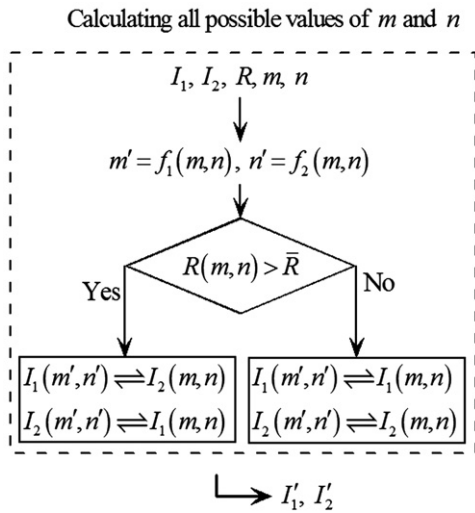 Calculating all possible values of m and n
I₁, I₂, R, m, n
m′ = f₁(m,n), n′ = f₂(m,n)
R(m,n) > R̄
Yes
No
I₁(m′,n′) ⇌ I₂(m,n)
I₂(m′,n′) ⇌ I₁(m,n)
I₁(m′,n′) ⇌ I₁(m,n)
I₂(m′,n′) ⇌ I₂(m,n)
I₁′, I₂′